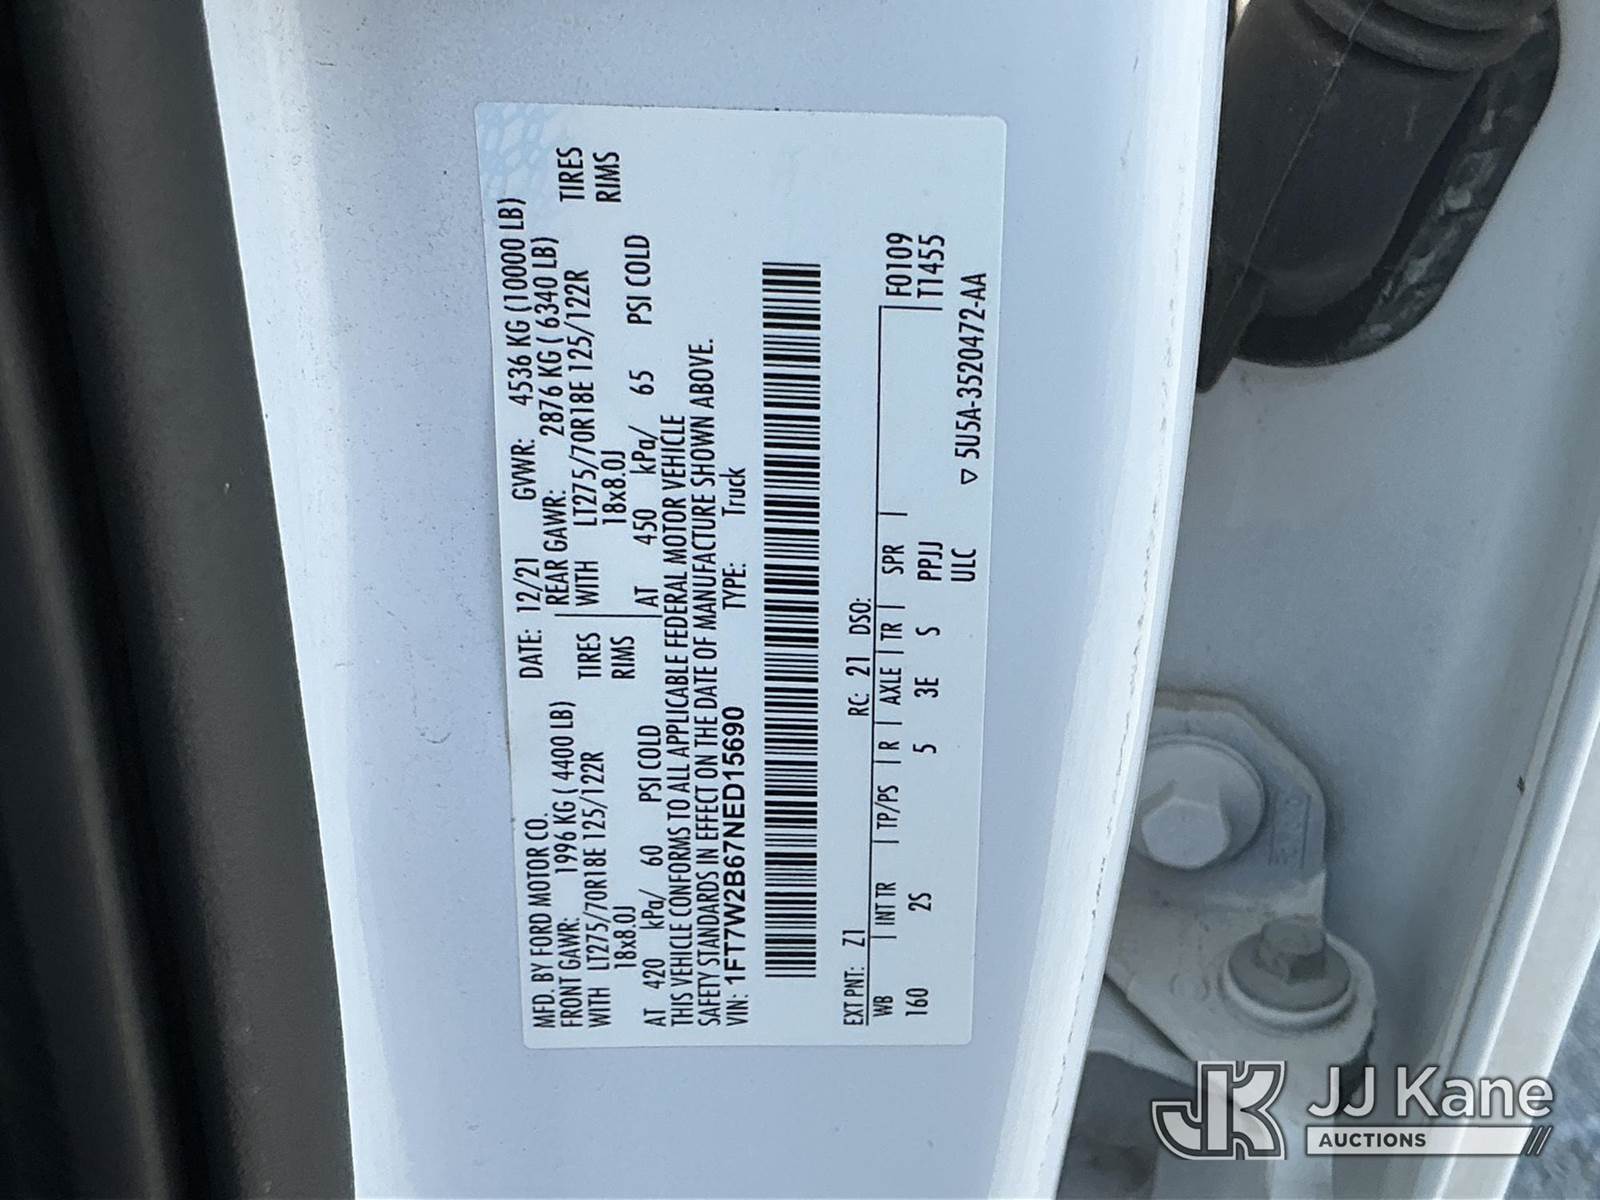 MFD. BY FORD MOTOR CO.
DATE: 12/21 GVWR: 4536 KG (10000 LB)
FRONT GAWR: 1996 KG ( 4400 LB) REAR GAWR: 2876 KG ( 6340 LB)
WITH LT275/70R18E 125/122R TIRES WITH LT275/70R18E 125/122R TIRES
18x8.0J RIMS 18x8.0J RIMS
AT 420 kPa/ 60 PSI COLD AT 450 kPa/ 65 PSI COLD
THIS VEHICLE CONFORMS TO ALL APPLICABLE FEDERAL MOTOR VEHICLE
SAFETY STANDARDS IN EFFECT ON THE DATE OF MANUFACTURE SHOWN ABOVE.
VIN: 1FT7W2B67NED15690 TYPE: Truck
EXT PNT: Z1 RC: 21 DSO:
WB INT TR TP/PS R AXLE TR SPR F0109
160 2S 5 3E S PPJJ T1455
ULC
▽ 5U5A-3520472-AA
JK JJ Kane
AUCTIONS